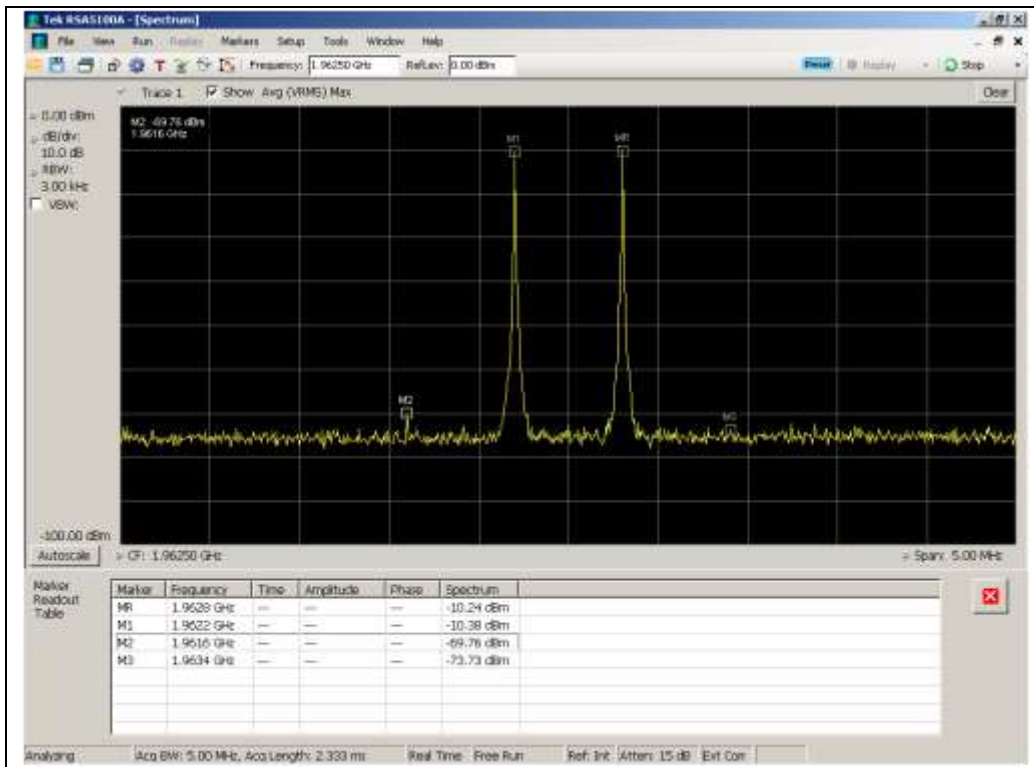 Tek RSA5100A - [Spectrum]
File View Run Replay Markers Setup Tools Window Help
Frequency: 1.96250 GHz RefLev: 0.00 dBm Preset Replay Stop
Trace 1 Show Avg (VRMS) Max Clear
0.00 dBm
dB/div:
10.0 dB
RBW:
3.00 kHz
VBW:
M2 -69.76 dBm
1.9616 GHz
M1
MR
M2
M3
-100.00 dBm
Autoscale CF: 1.96250 GHz Span: 5.00 MHz
Marker
Readout
Table
Marker Frequency Time Amplitude Phase Spectrum
MR 1.9628 GHz --- --- --- -10.24 dBm
M1 1.9622 GHz --- --- --- -10.38 dBm
M2 1.9616 GHz --- --- --- -69.76 dBm
M3 1.9634 GHz --- --- --- -73.73 dBm
Analyzing Acq BW: 5.00 MHz, Acq Length: 2.333 ms Real Time Free Run Ref: Int Atten: 15 dB Ext Corr